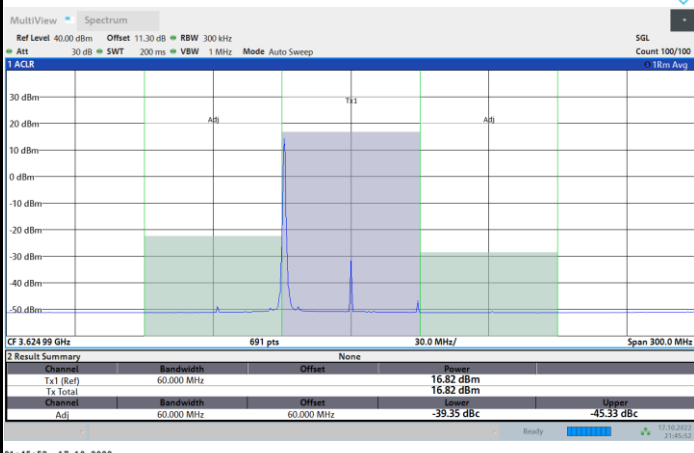 MultiView Spectrum
Ref Level 40.00 dBm Offset 11.30 dB RBW 300 kHz SGL
Att 30 dB SWT 200 ms VBW 1 MHz Mode Auto Sweep Count 100/100
1 ACLR 1Rm Avg
30 dBm
Tx1
20 dBm Adj Adj
10 dBm
0 dBm
-10 dBm
-20 dBm
-30 dBm
-40 dBm
-50 dBm
CF 3.624 99 GHz 691 pts 30.0 MHz/ Span 300.0 MHz
2 Result Summary None
Channel Bandwidth Offset Power
Tx1 (Ref) 60.000 MHz 16.82 dBm
Tx Total 16.82 dBm
Channel Bandwidth Offset Lower Upper
Adj 60.000 MHz 60.000 MHz -39.35 dBc -45.33 dBc
Ready 17.10.2022
21:45:52